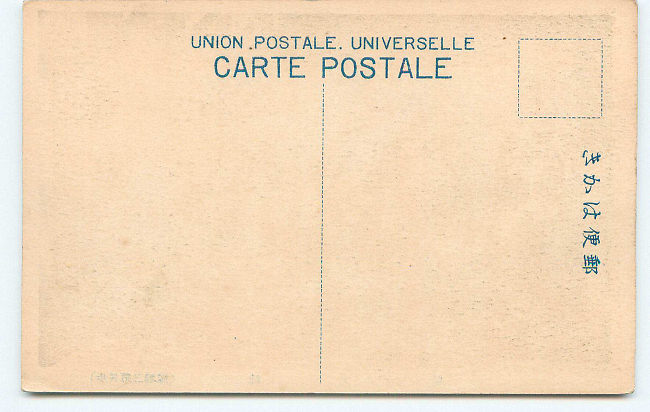 UNION.POSTALE. UNIVERSELLE
CARTE POSTALE
きかは便郵